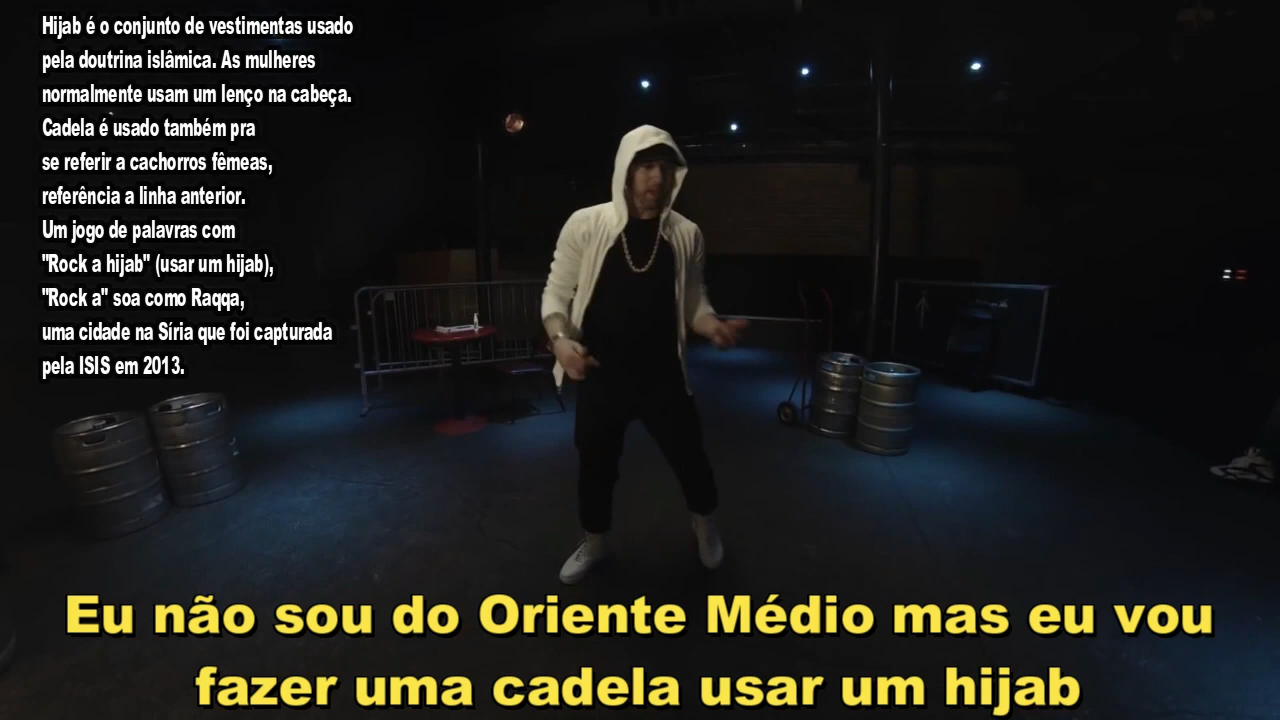 Hijab é o conjunto de vestimentas usado
pela doutrina islâmica. As mulheres
normalmente usam um lenço na cabeça.
Cadela é usado também pra
se referir a cachorros fêmeas,
referência a linha anterior.
Um jogo de palavras com
"Rock a hijab" (usar um hijab),
"Rock a" soa como Raqqa,
uma cidade na Síria que foi capturada
pela ISIS em 2013.
Eu não sou do Oriente Médio mas eu vou
fazer uma cadela usar um hijab